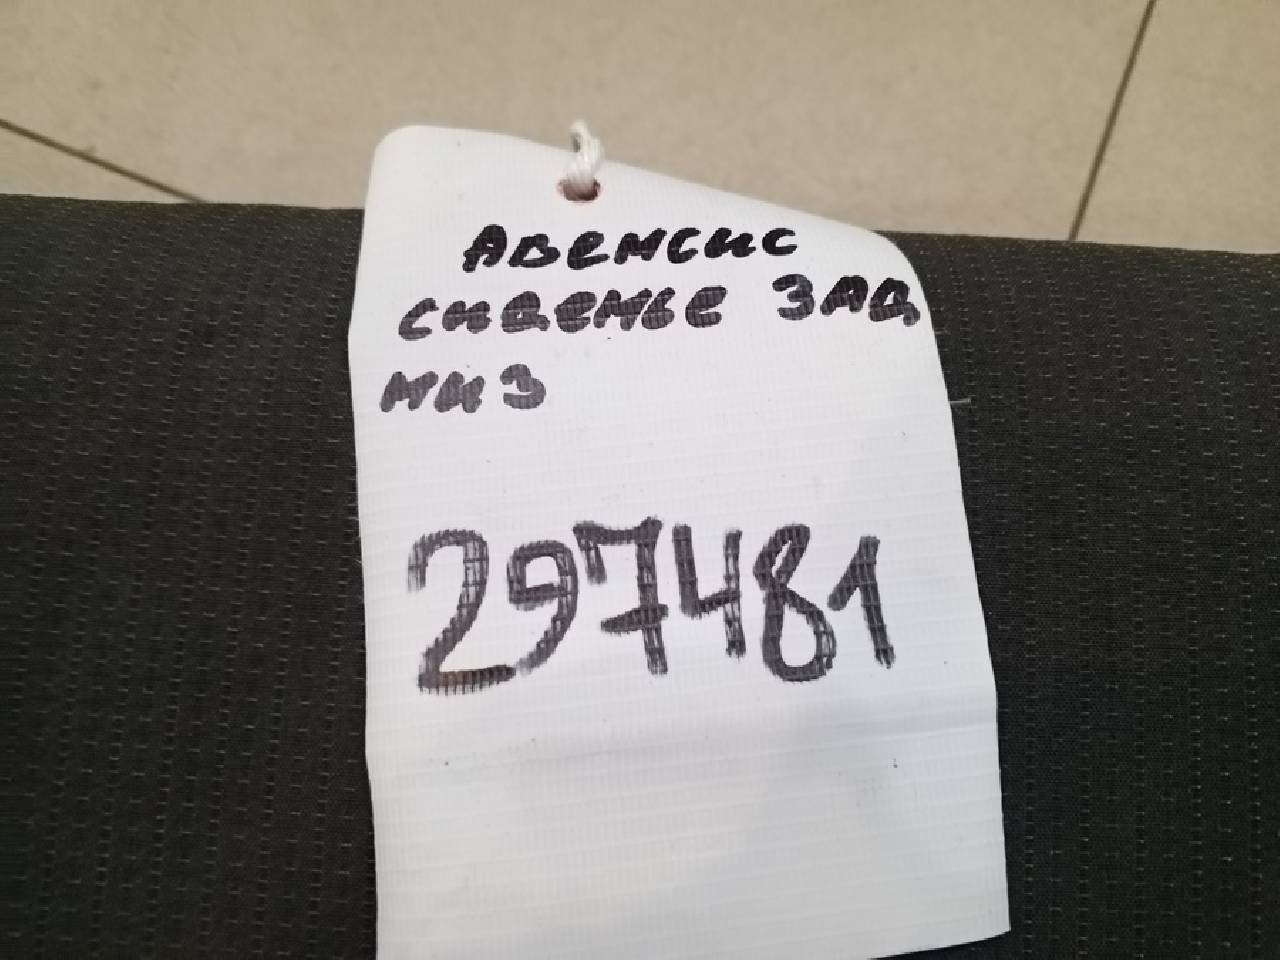 Авенсис
сиденье зад
низ
297481